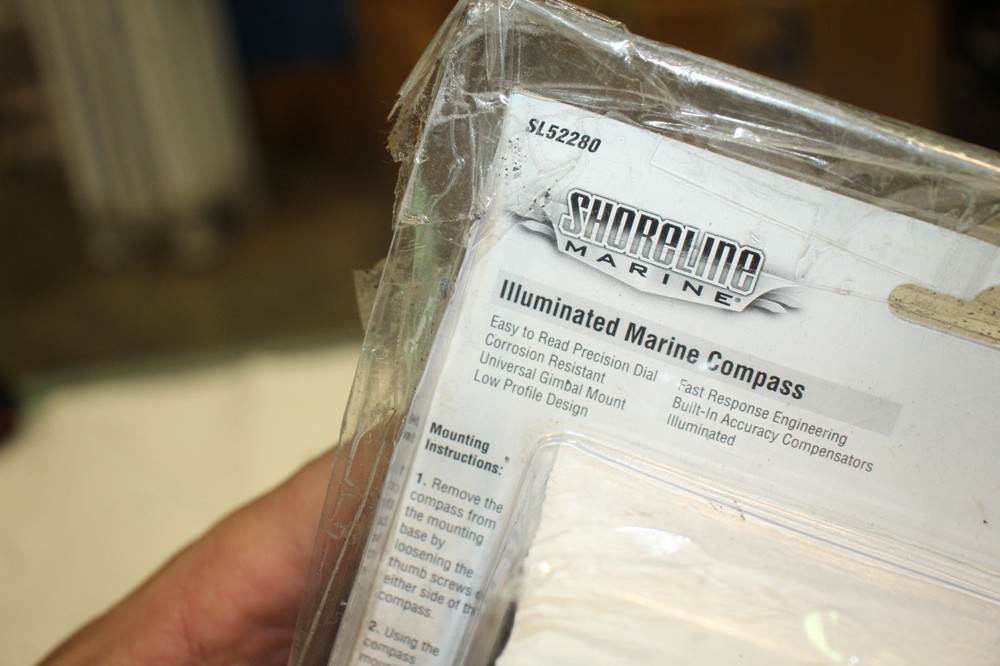 SL52280
SHORELINE
MARINE®
Illuminated Marine Compass
Easy to Read Precision Dial
Corrosion Resistant
Universal Gimbal Mount
Low Profile Design
Fast Response Engineering
Built-In Accuracy Compensators
Illuminated
Mounting
Instructions:
1. Remove the
compass from
the mounting
base by
loosening the
thumb screws
either side of the
compass.
2. Using the
compass